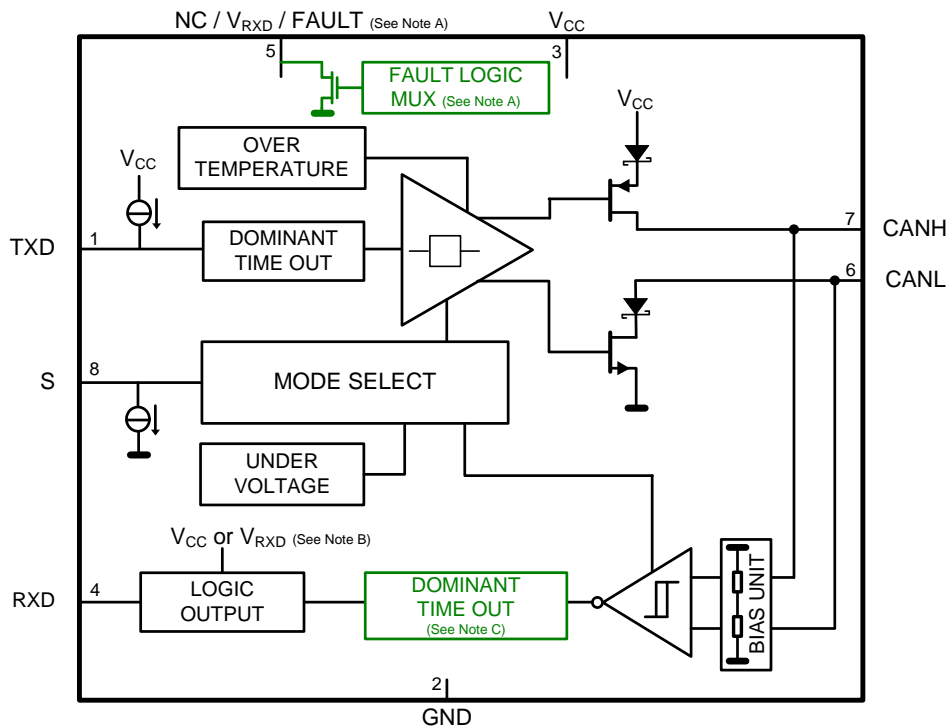 NC / VRXD / FAULT (See Note A)
VCC
5
3
FAULT LOGIC
MUX (See Note A)
VCC
OVER
TEMPERATURE
VCC
TXD
1
DOMINANT
TIME OUT
7
CANH
6
CANL
S
8
MODE SELECT
UNDER
VOLTAGE
VCC or VRXD (See Note B)
RXD
4
LOGIC
OUTPUT
DOMINANT
TIME OUT
(See Note C)
BIAS UNIT
2
GND